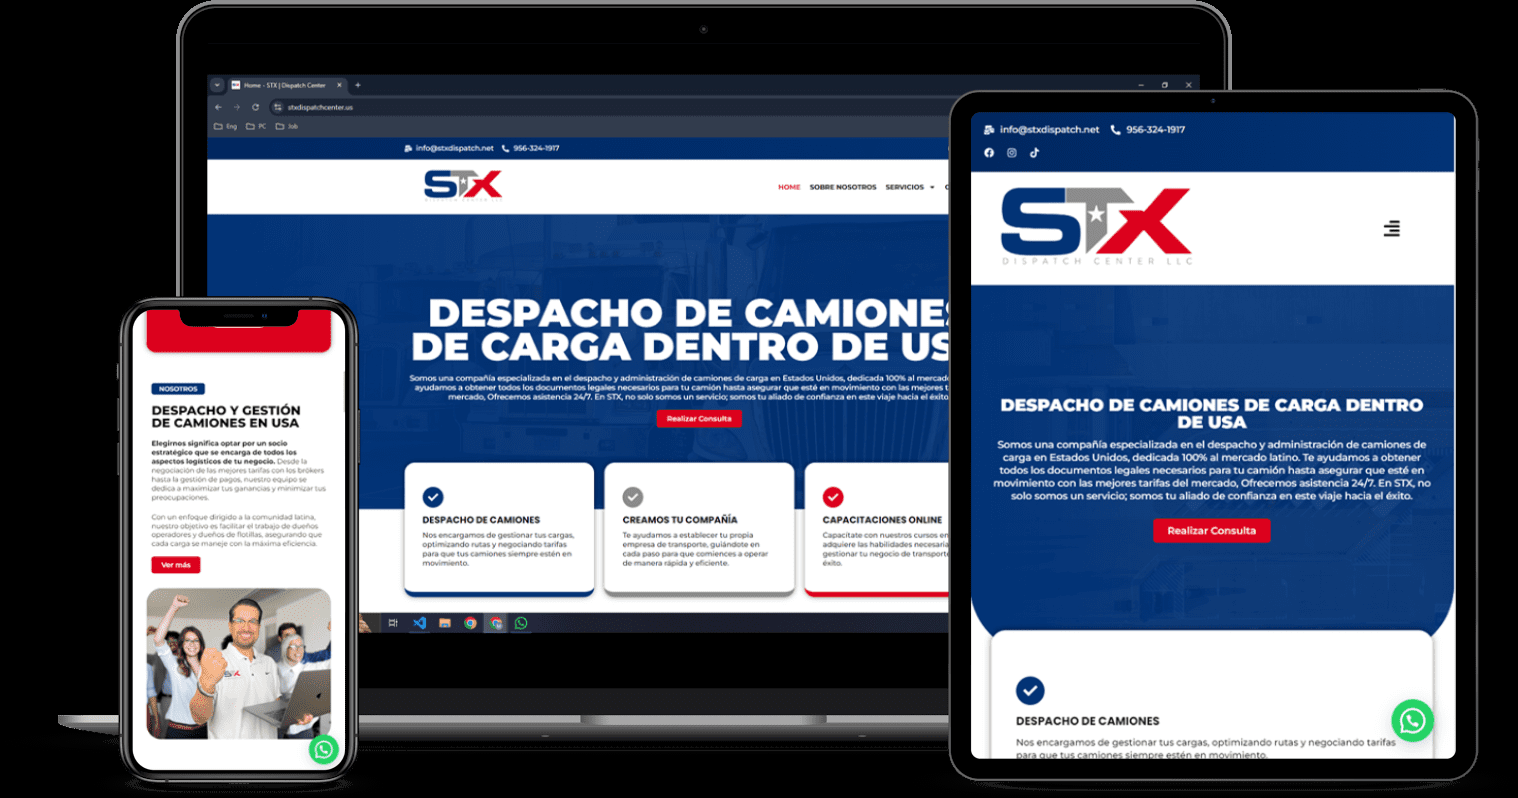 Home - STX | Dispatch Center
stxdispatchcenter.us
Eng PC Job
info@stxdispatch.net 956-324-1917
STX
HOME SOBRE NOSOTROS SERVICIOS
DESPACHO DE CAMIONES
DE CARGA DENTRO DE US
Somos una compañía especializada en el despacho y administración de camiones de carga en Estados Unidos, dedicada 100% al mercado
ayudamos a obtener todos los documentos legales necesarios para tu camión hasta asegurar que esté en movimiento con las mejores t
mercado, Ofrecemos asistencia 24/7. En STX, no solo somos un servicio; somos tu aliado de confianza en este viaje hacia el éxito.
Realizar Consulta
DESPACHO DE CAMIONES
Nos encargamos de gestionar tus cargas,
optimizando rutas y negociando tarifas
para que tus camiones siempre estén en
movimiento.
CREAMOS TU COMPAÑÍA
Te ayudamos a establecer tu propia
empresa de transporte, guiándote en
cada paso para que comiences a operar
de manera rápida y eficiente.
CAPACITACIONES ONLINE
Capacítate con nuestros cursos en
adquiere las habilidades necesaria
gestionar tu negocio de transporte
éxito.
NOSOTROS
DESPACHO Y GESTIÓN
DE CAMIONES EN USA
Elegirnos significa optar por un socio
estratégico que se encarga de todos los
aspectos logísticos de tu negocio. Desde la
negociación de las mejores tarifas con los brókers
hasta la gestión de pagos, nuestro equipo se
dedica a maximizar tus ganancias y minimizar tus
preocupaciones.
Con un enfoque dirigido a la comunidad latina,
nuestro objetivo es facilitar el trabajo de dueños
operadores y dueños de flotillas, asegurando que
cada carga se maneje con la máxima eficiencia.
Ver más
STX
info@stxdispatch.net 956-324-1917
STX
DISPATCH CENTER LLC
DESPACHO DE CAMIONES DE CARGA DENTRO
DE USA
Somos una compañía especializada en el despacho y administración de camiones de
carga en Estados Unidos, dedicada 100% al mercado latino. Te ayudamos a obtener
todos los documentos legales necesarios para tu camión hasta asegurar que esté en
movimiento con las mejores tarifas del mercado, Ofrecemos asistencia 24/7. En STX, no
solo somos un servicio; somos tu aliado de confianza en este viaje hacia el éxito.
Realizar Consulta
DESPACHO DE CAMIONES
Nos encargamos de gestionar tus cargas, optimizando rutas y negociando tarifas
para que tus camiones siempre estén en movimiento.